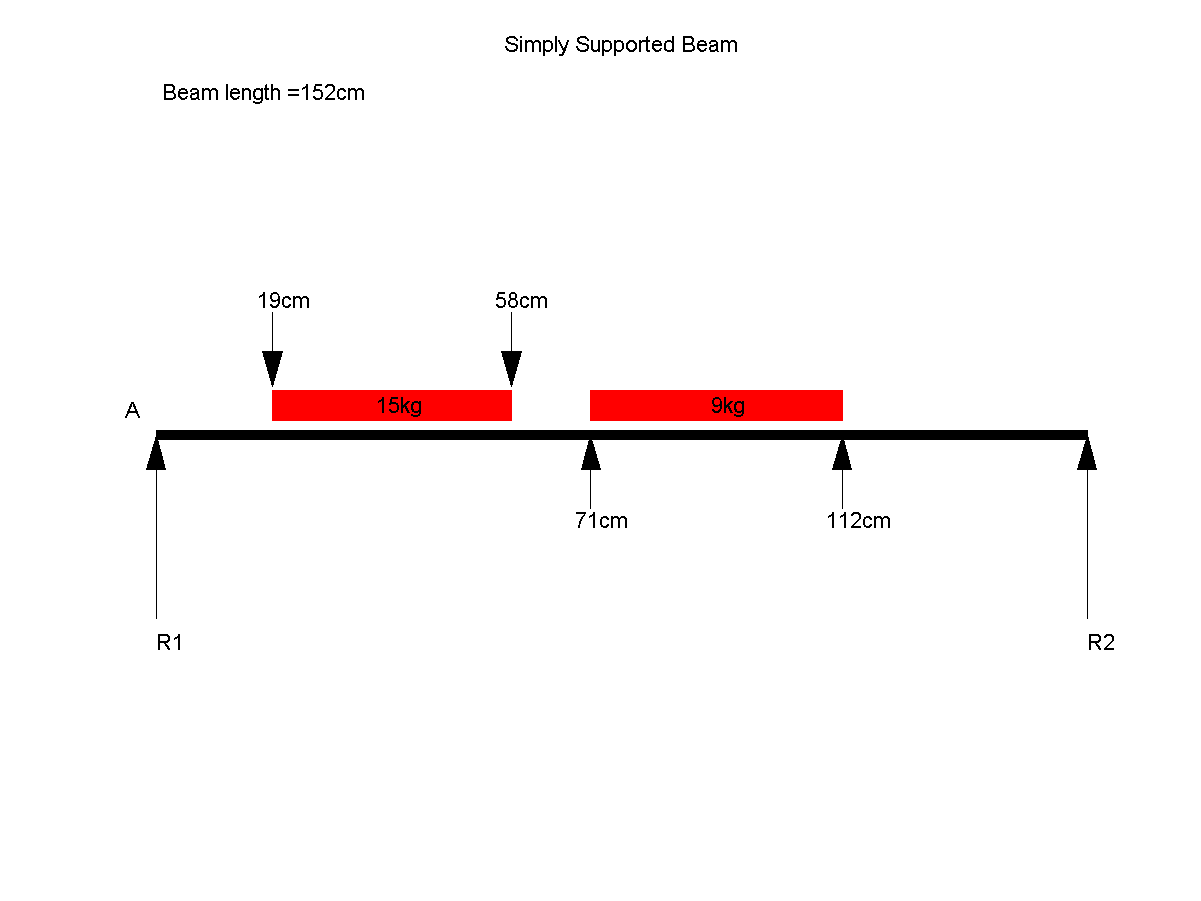 Simply Supported Beam
Beam length =152cm
19cm
58cm
15kg
9kg
A
71cm
112cm
R1
R2